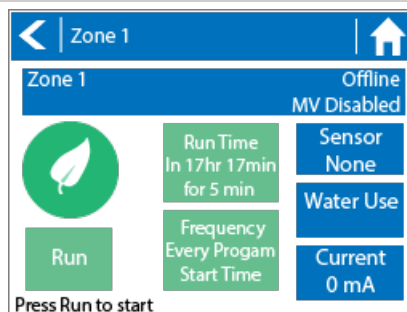 Zone 1
Zone 1
Offline
MV Disabled
Run Time
In 17hr 17min
for 5 min
Sensor
None
Water Use
Frequency
Every Progam
Start Time
Run
Current
0 mA
Press Run to start